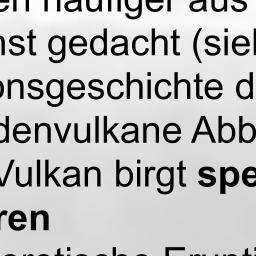 en häufiger aus
nst gedacht (sieh
onsgeschichte d
denvulkane Abb
Vulkan birgt spe
ren